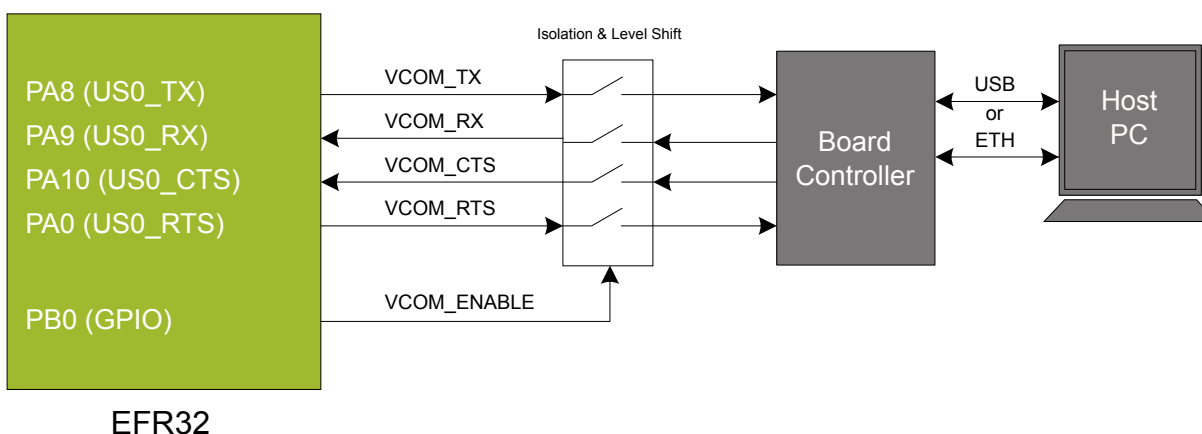 Isolation & Level Shift
PA8 (US0_TX)
VCOM_TX
PA9 (US0_RX)
VCOM_RX
PA10 (US0_CTS)
VCOM_CTS
PA0 (US0_RTS)
VCOM_RTS
PB0 (GPIO)
VCOM_ENABLE
Board
Controller
USB
or
ETH
Host
PC
EFR32